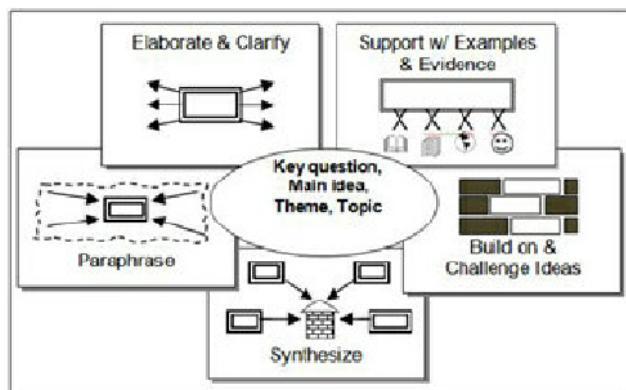 Elaborate & Clarify
Support w/ Examples
& Evidence
Key question,
Main idea,
Theme, Topic
Paraphrase
Build on &
Challenge Ideas
Synthesize